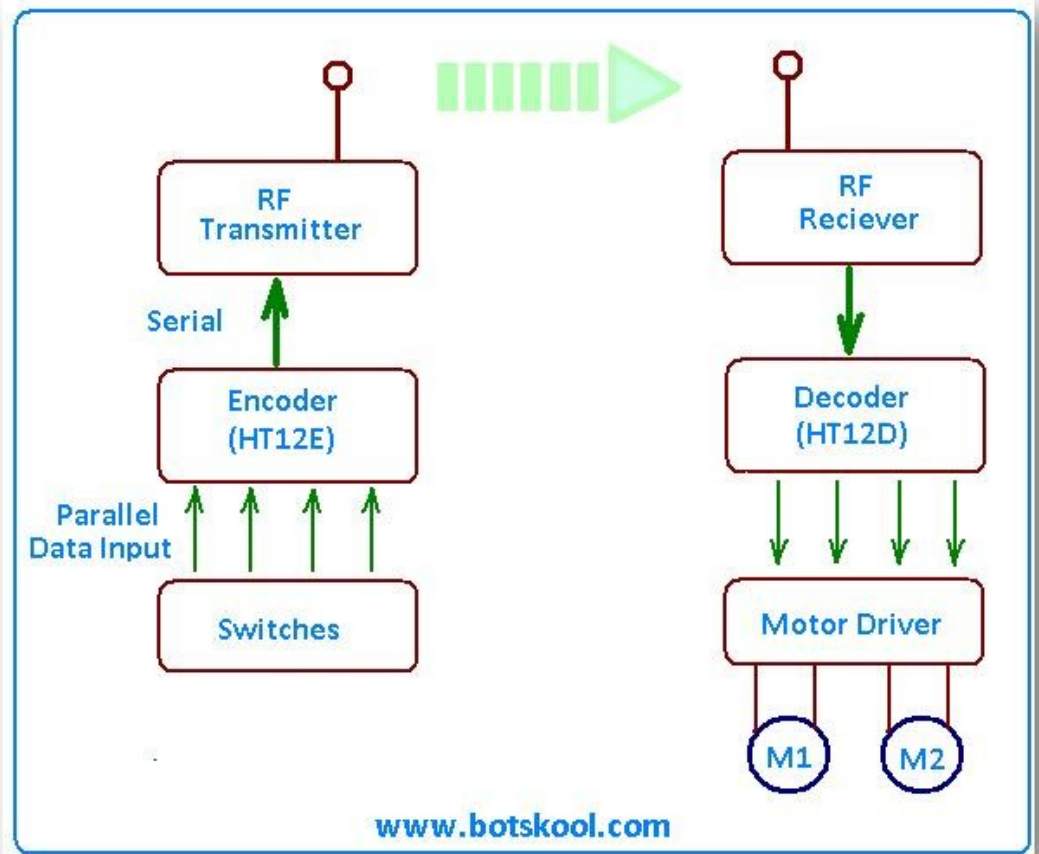 RF
Transmitter
Serial
Encoder
(HT12E)
Parallel
Data Input
Switches
RF
Reciever
Decoder
(HT12D)
Motor Driver
M1
M2
www.botskool.com